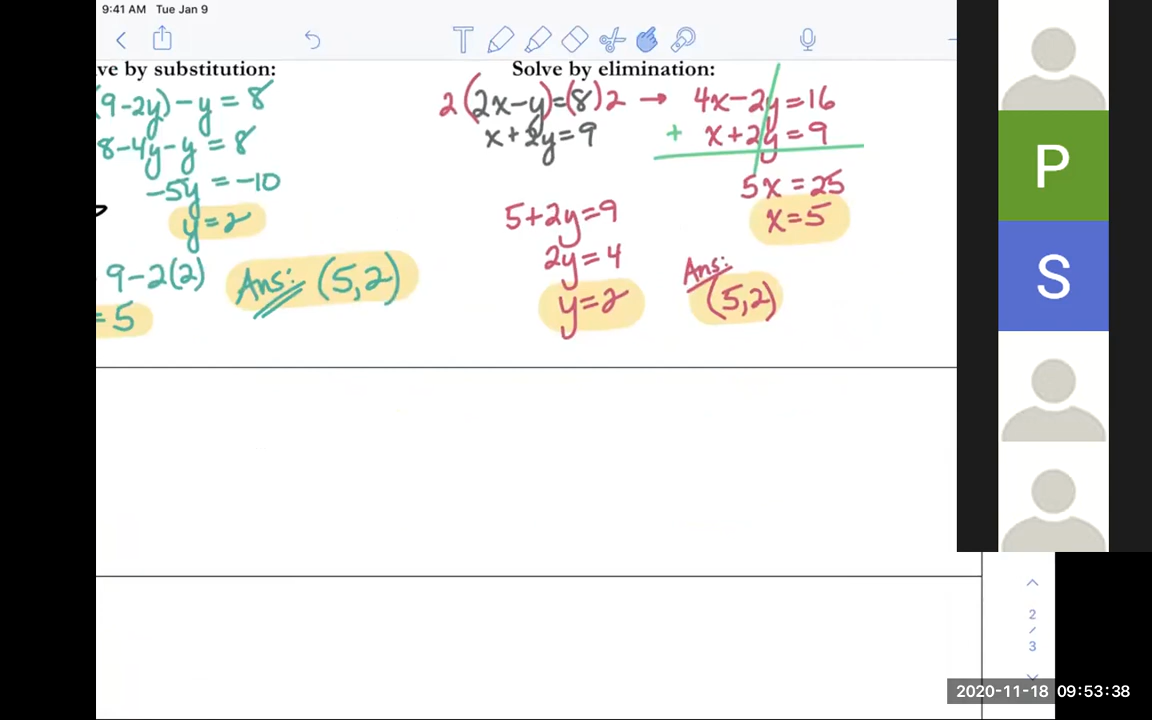 9:41 AM Tue Jan 9
ve by substitution:
(9-2y)-y=8
8-4y-y=8
-5y=-10
y=2
9-2(2)
=5
Ans: (5,2)
Solve by elimination:
2(2x-y)=(8)2 → 4x-2y=16
x+2y=9
+ x+2y=9
5x=25
x=5
5+2y=9
2y=4
y=2
Ans:
(5,2)
P
S
2
/
3
2020-11-18 09:53:38